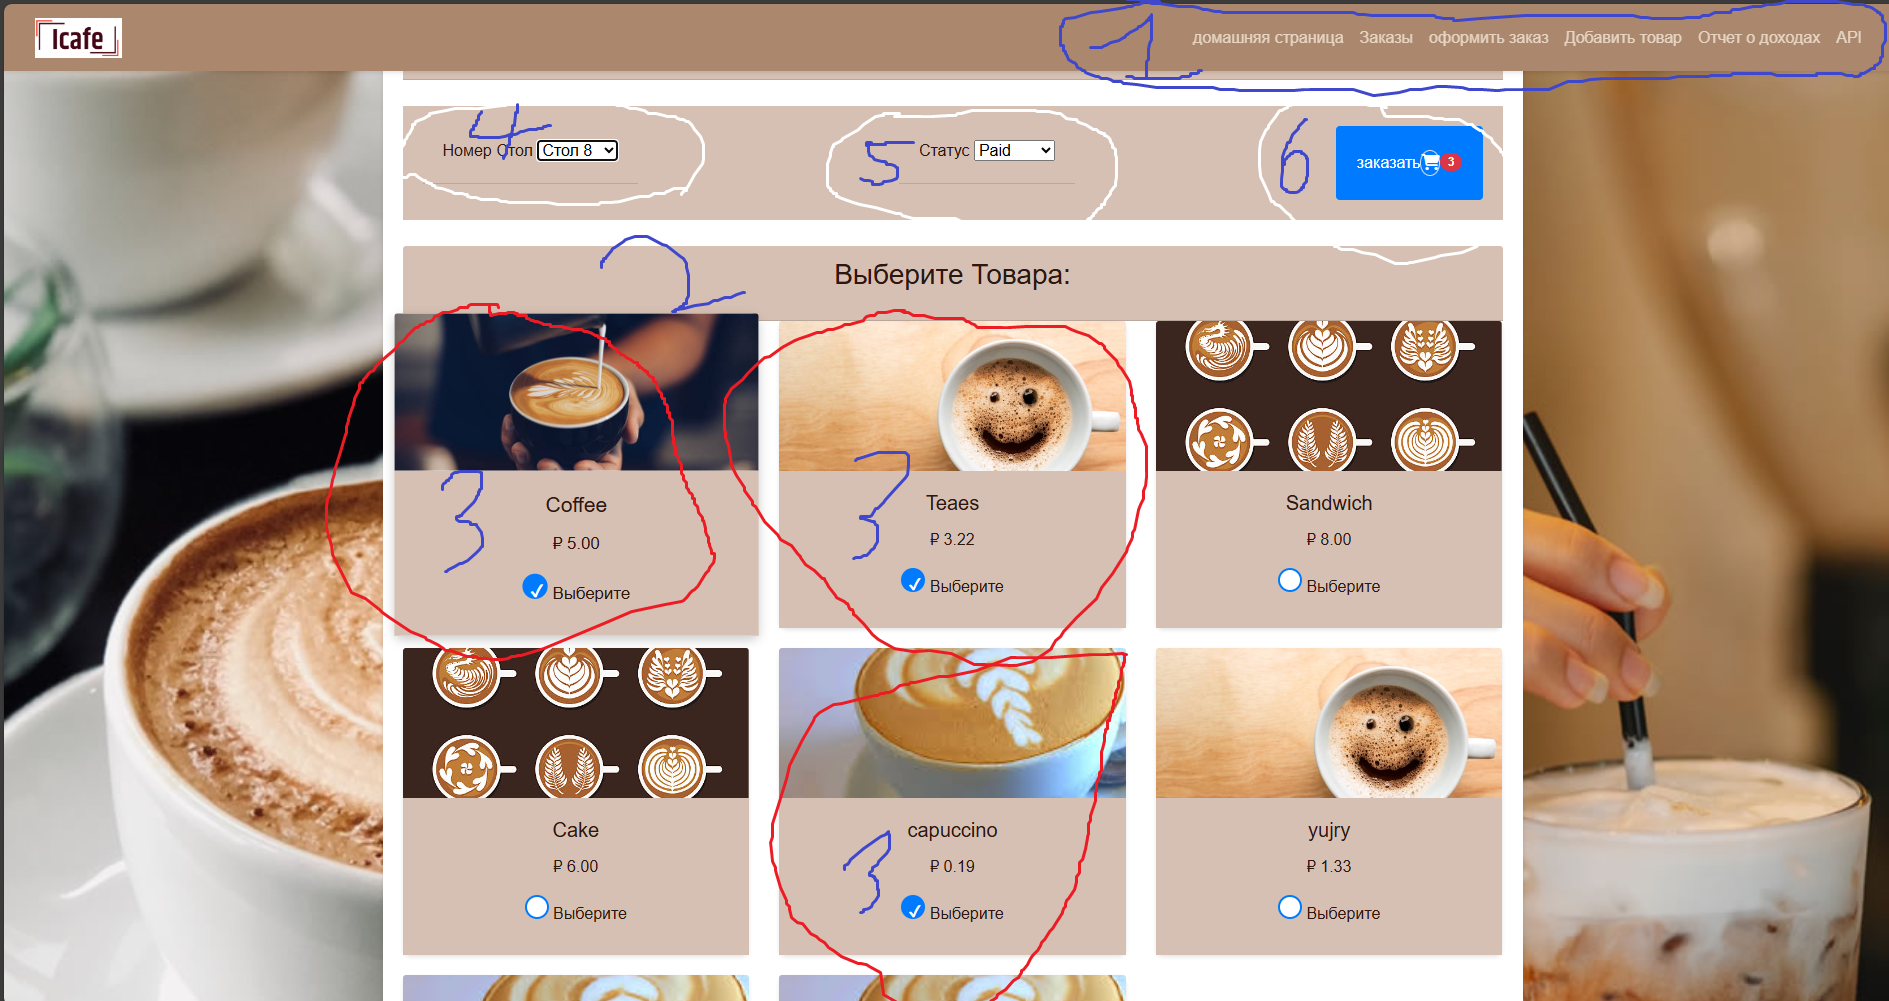 Icafe
1
домашняя страница Заказы оформить заказ Добавить товар Отчет о доходах API
4
Номер Стол Стол 8
5
Статус Paid
6
заказать 3
2
Выберите Товара:
3
Coffee
₽ 5.00
Выберите
3
Teaes
₽ 3.22
Выберите
Sandwich
₽ 8.00
Выберите
Cake
₽ 6.00
Выберите
3
capuccino
₽ 0.19
Выберите
yujry
₽ 1.33
Выберите